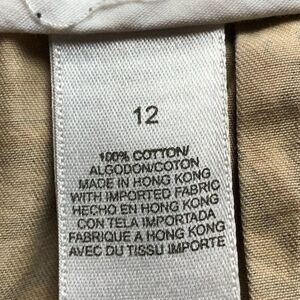 12
100% COTTON/
ALGODON/COTON
MADE IN HONG KONG
WITH IMPORTED FABRIC
HECHO EN HONG KONG
CON TELA IMPORTADA
FABRIQUE A HONG KONG
AVEC DU TISSU IMPORTE